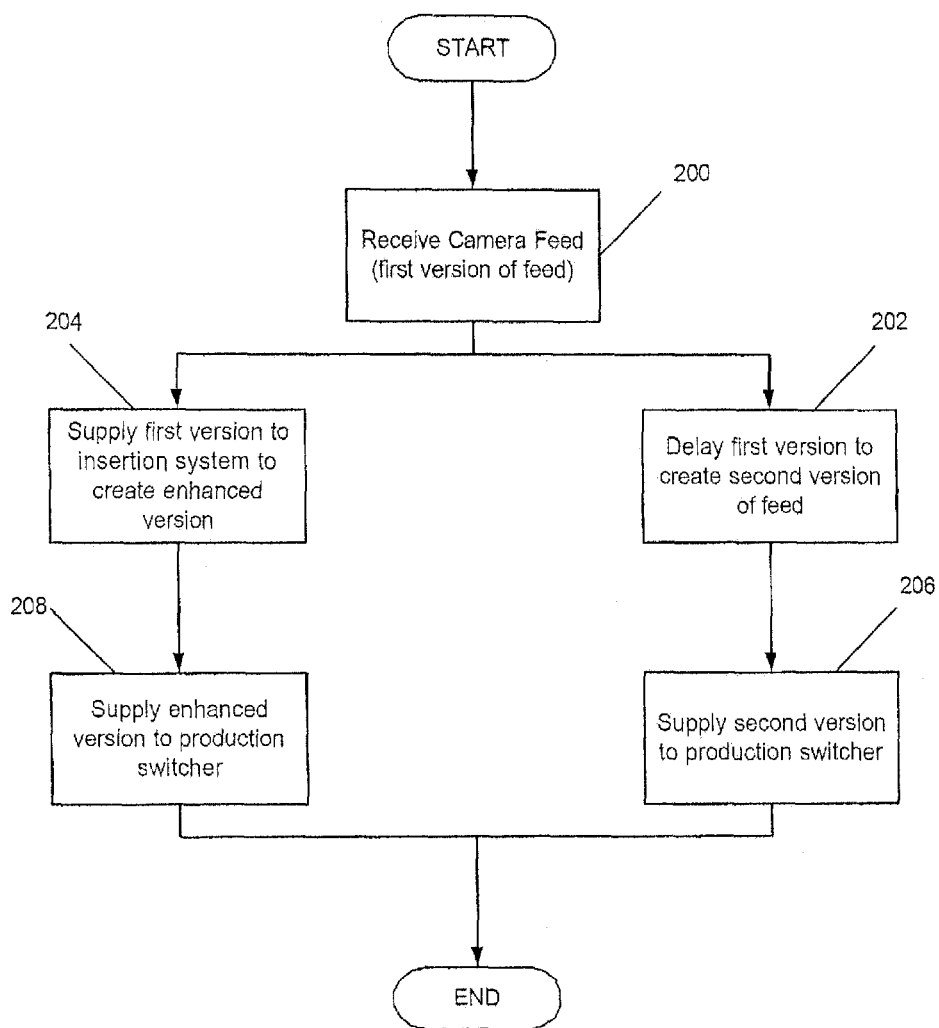 START
200
Receive Camera Feed
(first version of feed)
204
202
Supply first version to
insertion system to
create enhanced
version
Delay first version to
create second version
of feed
208
206
Supply enhanced
version to production
switcher
Supply second version
to production switcher
END